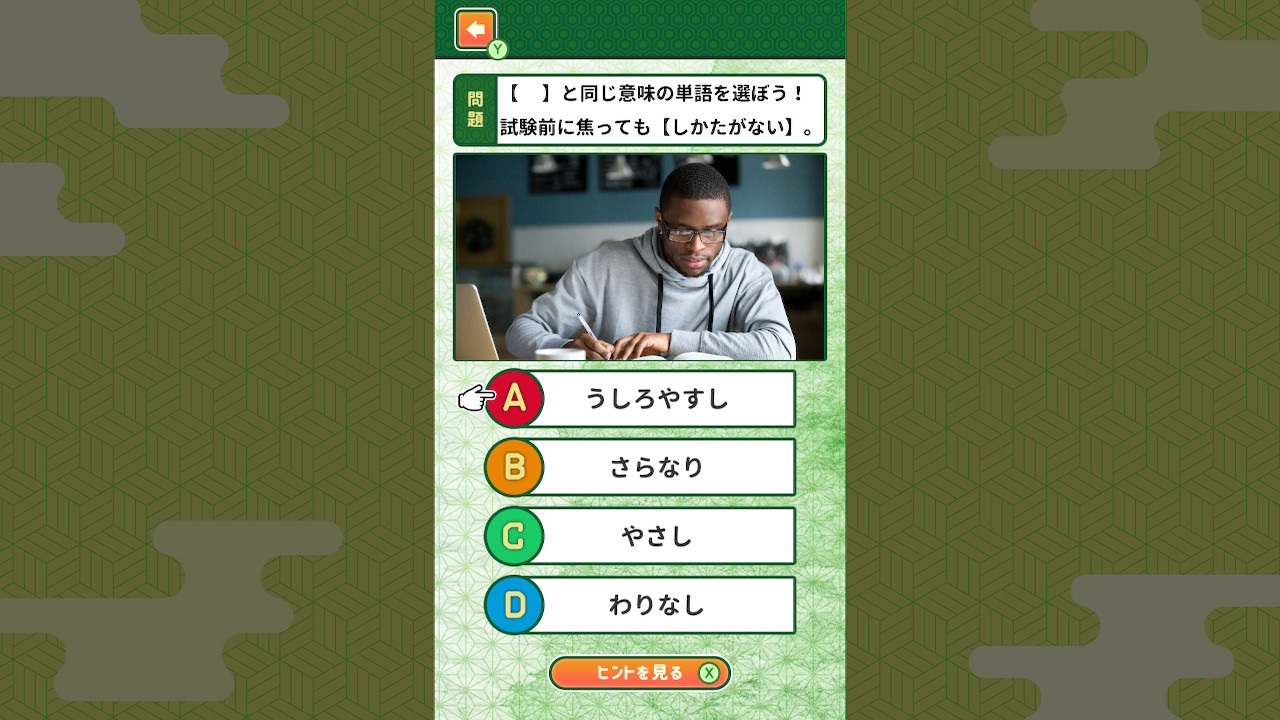 Y
問題
【　】と同じ意味の単語を選ぼう！
試験前に焦っても【しかたがない】。
A うしろやすし
B さらなり
C やさし
D わりなし
ヒントを見る X